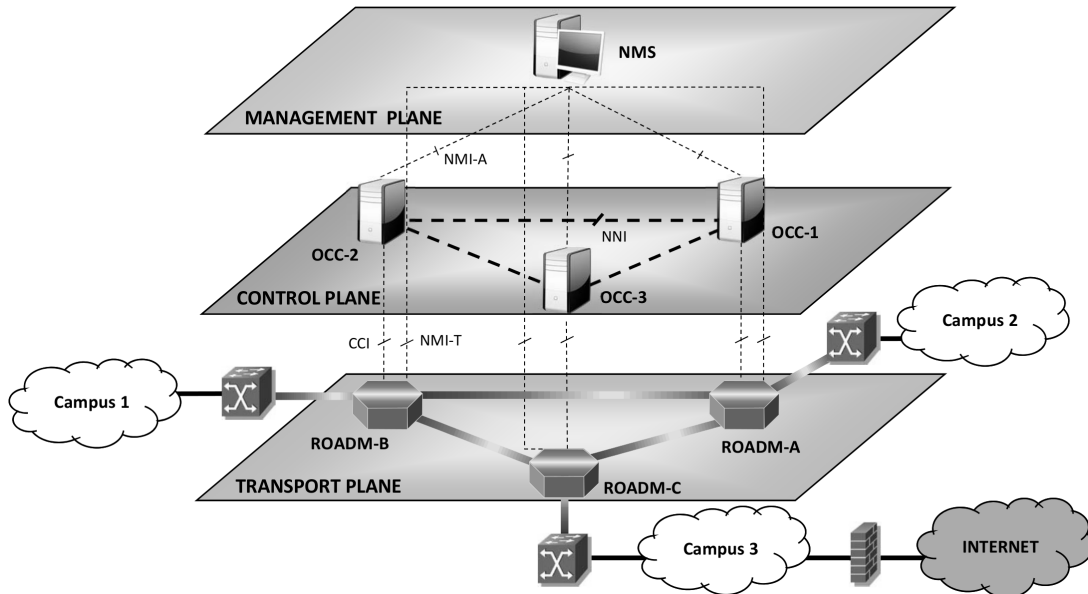 NMS
MANAGEMENT PLANE
NMI-A
OCC-1
NNI
OCC-2
OCC-3
CONTROL PLANE
Campus 2
CCI
NMI-T
Campus 1
ROADM-B
ROADM-A
TRANSPORT PLANE
ROADM-C
Campus 3
INTERNET